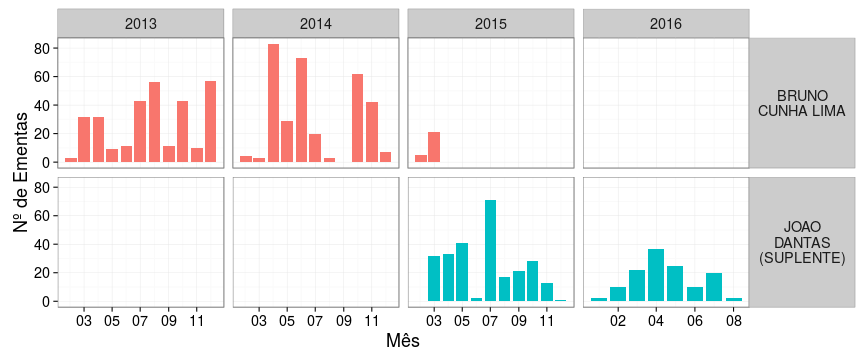 2013 2014 2015 2016
80
60
40
20
0
BRUNO
CUNHA LIMA
80
60
40
20
0
JOAO
DANTAS
(SUPLENTE)
03 05 07 09 11 03 05 07 09 11 03 05 07 09 11 02 04 06 08
Mês
Nº de Ementas